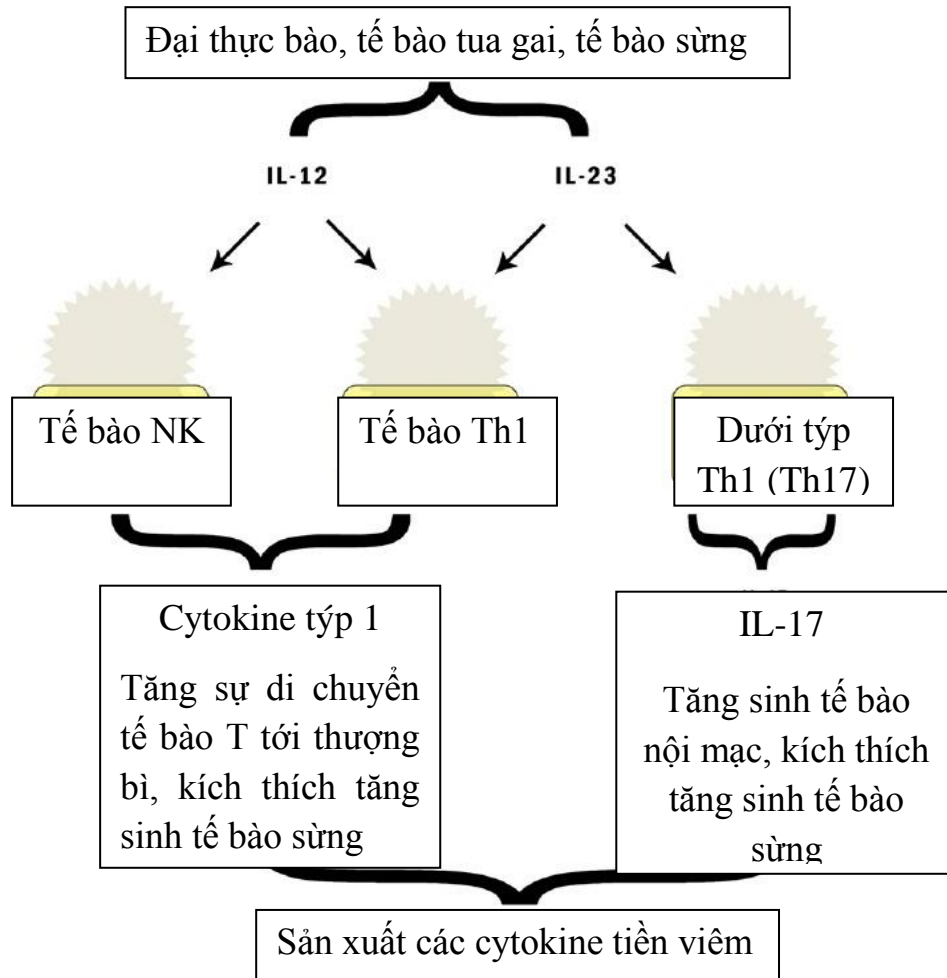 Đại thực bào, tế bào tua gai, tế bào sừng
IL-12
IL-23
Tế bào NK
Tế bào Th1
Dưới týp
Th1 (Th17)
Cytokine týp 1
Tăng sự di chuyển
tế bào T tới thượng
bì, kích thích tăng
sinh tế bào sừng
IL-17
Tăng sinh tế bào
nội mạc, kích thích
tăng sinh tế bào
sừng
Sản xuất các cytokine tiền viêm